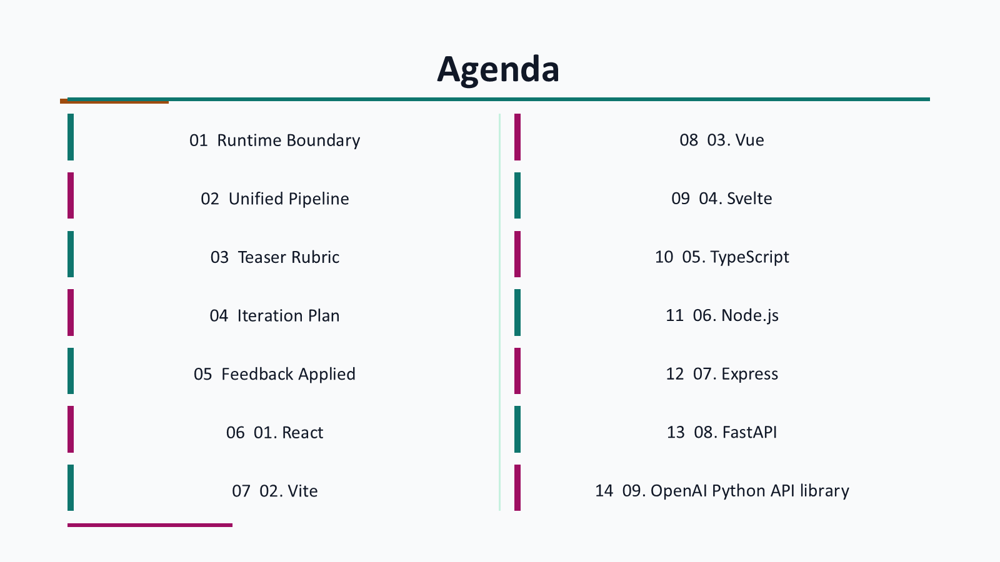 Agenda
01 Runtime Boundary
02 Unified Pipeline
03 Teaser Rubric
04 Iteration Plan
05 Feedback Applied
06 01. React
07 02. Vite
08 03. Vue
09 04. Svelte
10 05. TypeScript
11 06. Node.js
12 07. Express
13 08. FastAPI
14 09. OpenAI Python API library